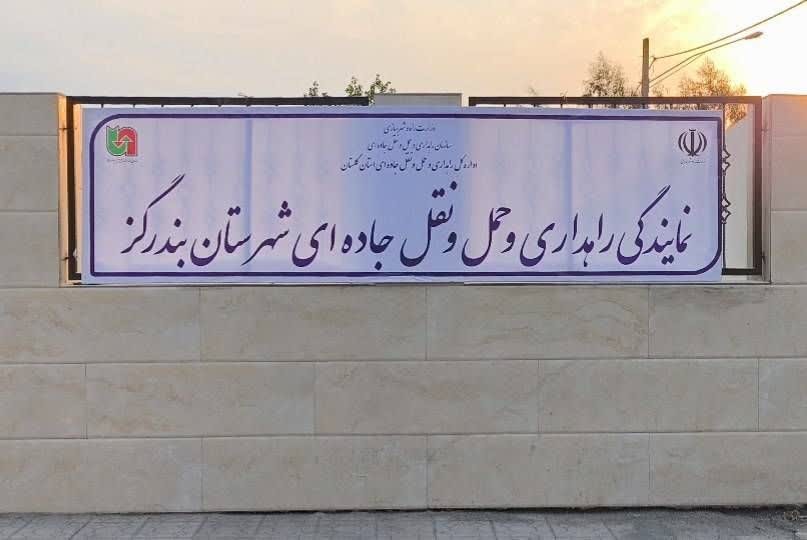 وزارت راه و شهرسازی
سازمان راهداری و حمل و نقل جاده ای
اداره کل راهداری و حمل و نقل جاده ای استان گلستان
نمایندگی راهداری و حمل و نقل جاده ای شهرستان بندرگز